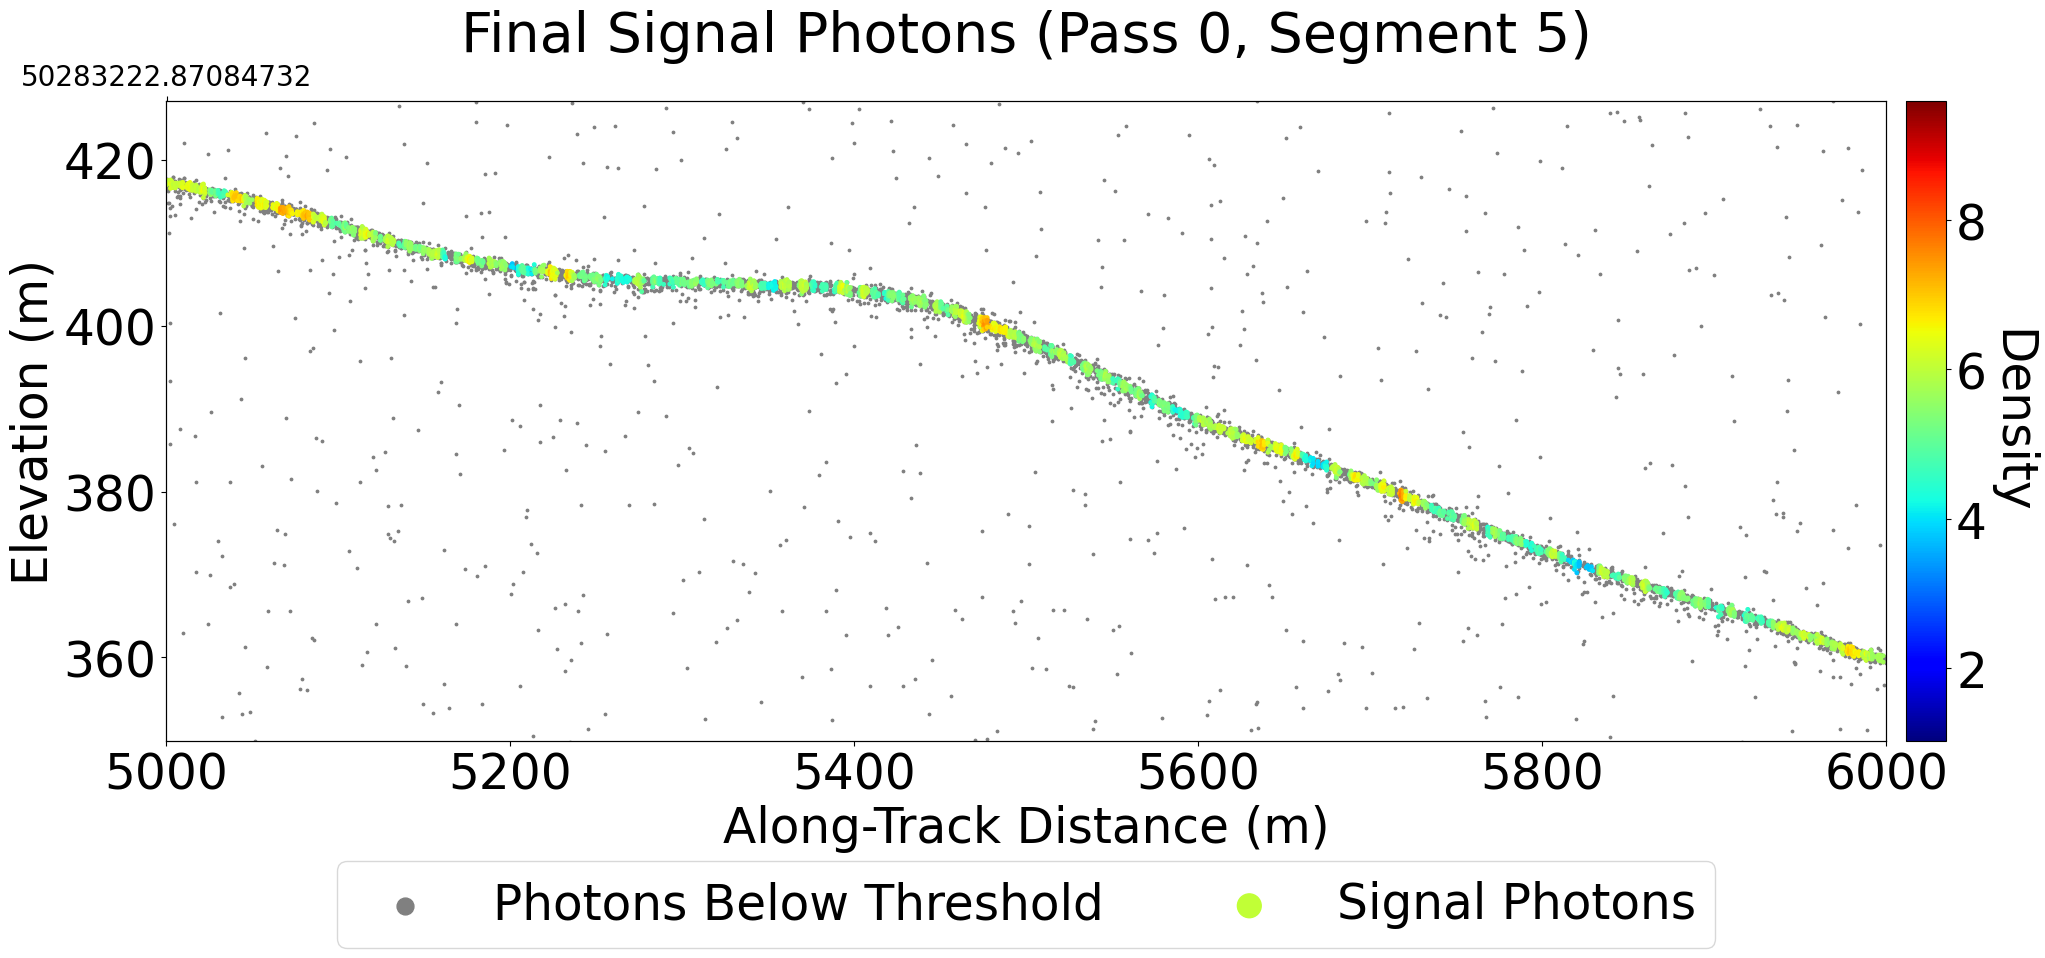 Final Signal Photons (Pass 0, Segment 5)
50283222.87084732
420
400
380
360
Elevation (m)
5000 5200 5400 5600 5800 6000
Along-Track Distance (m)
8
6
4
2
Density
Photons Below Threshold Signal Photons